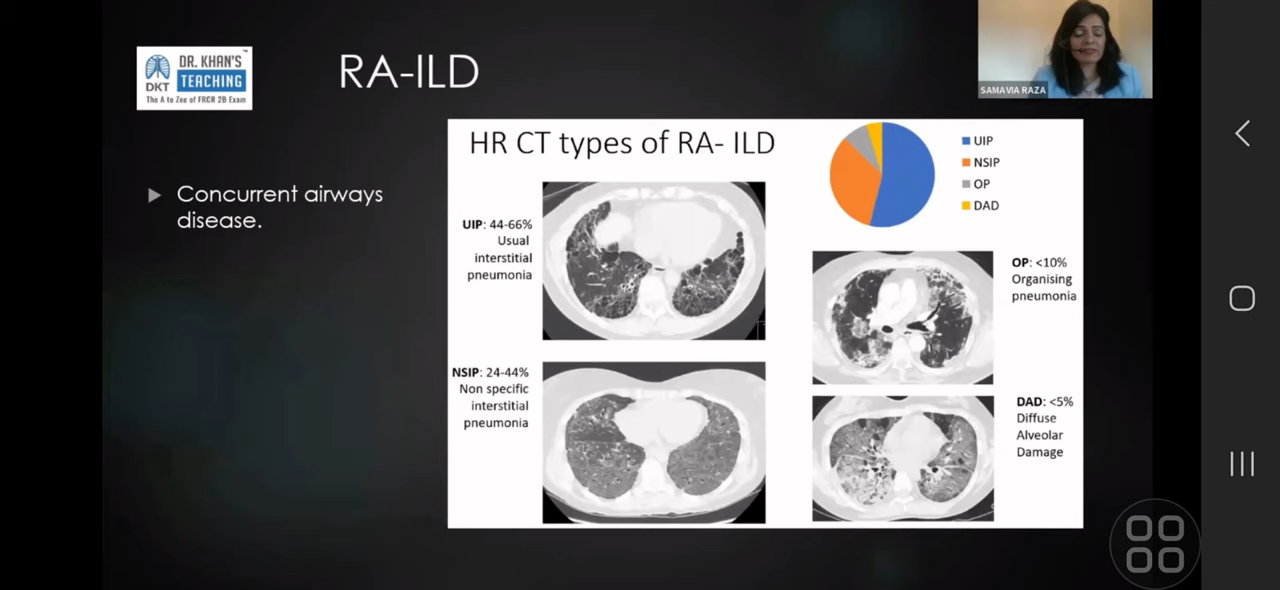 DR. KHAN'S
TEACHING
™
DKT
The A to Zee of FRCR 2B Exam
RA-ILD
SAMAVIA RAZA
Concurrent airways
disease.
HR CT types of RA- ILD
UIP
NSIP
OP
DAD
UIP: 44-66%
Usual
interstitial
pneumonia
OP: <10%
Organising
pneumonia
NSIP: 24-44%
Non specific
interstitial
pneumonia
DAD: <5%
Diffuse
Alveolar
Damage